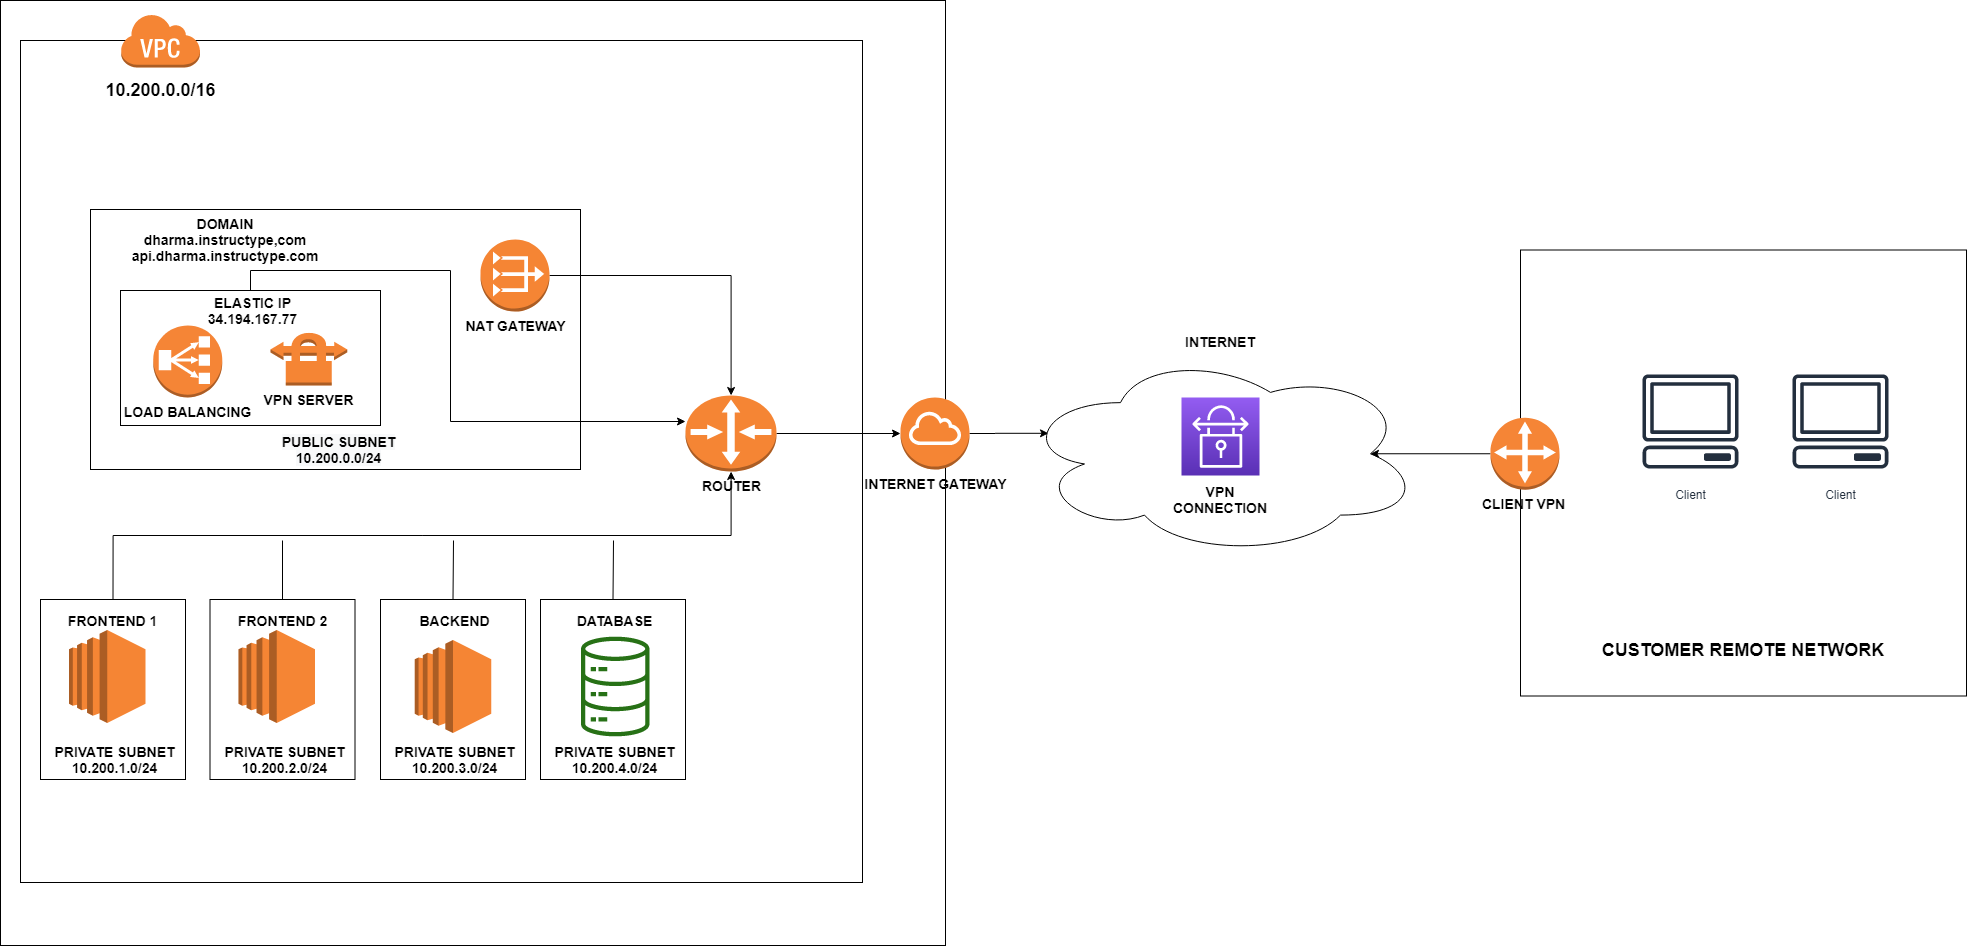 VPC
10.200.0.0/16
DOMAIN
dharma.instructype,com
api.dharma.instructype.com
ELASTIC IP
34.194.167.77
LOAD BALANCING
VPN SERVER
NAT GATEWAY
PUBLIC SUBNET
10.200.0.0/24
ROUTER
INTERNET GATEWAY
INTERNET
VPN
CONNECTION
CLIENT VPN
Client
Client
CUSTOMER REMOTE NETWORK
FRONTEND 1
PRIVATE SUBNET
10.200.1.0/24
FRONTEND 2
PRIVATE SUBNET
10.200.2.0/24
BACKEND
PRIVATE SUBNET
10.200.3.0/24
DATABASE
PRIVATE SUBNET
10.200.4.0/24